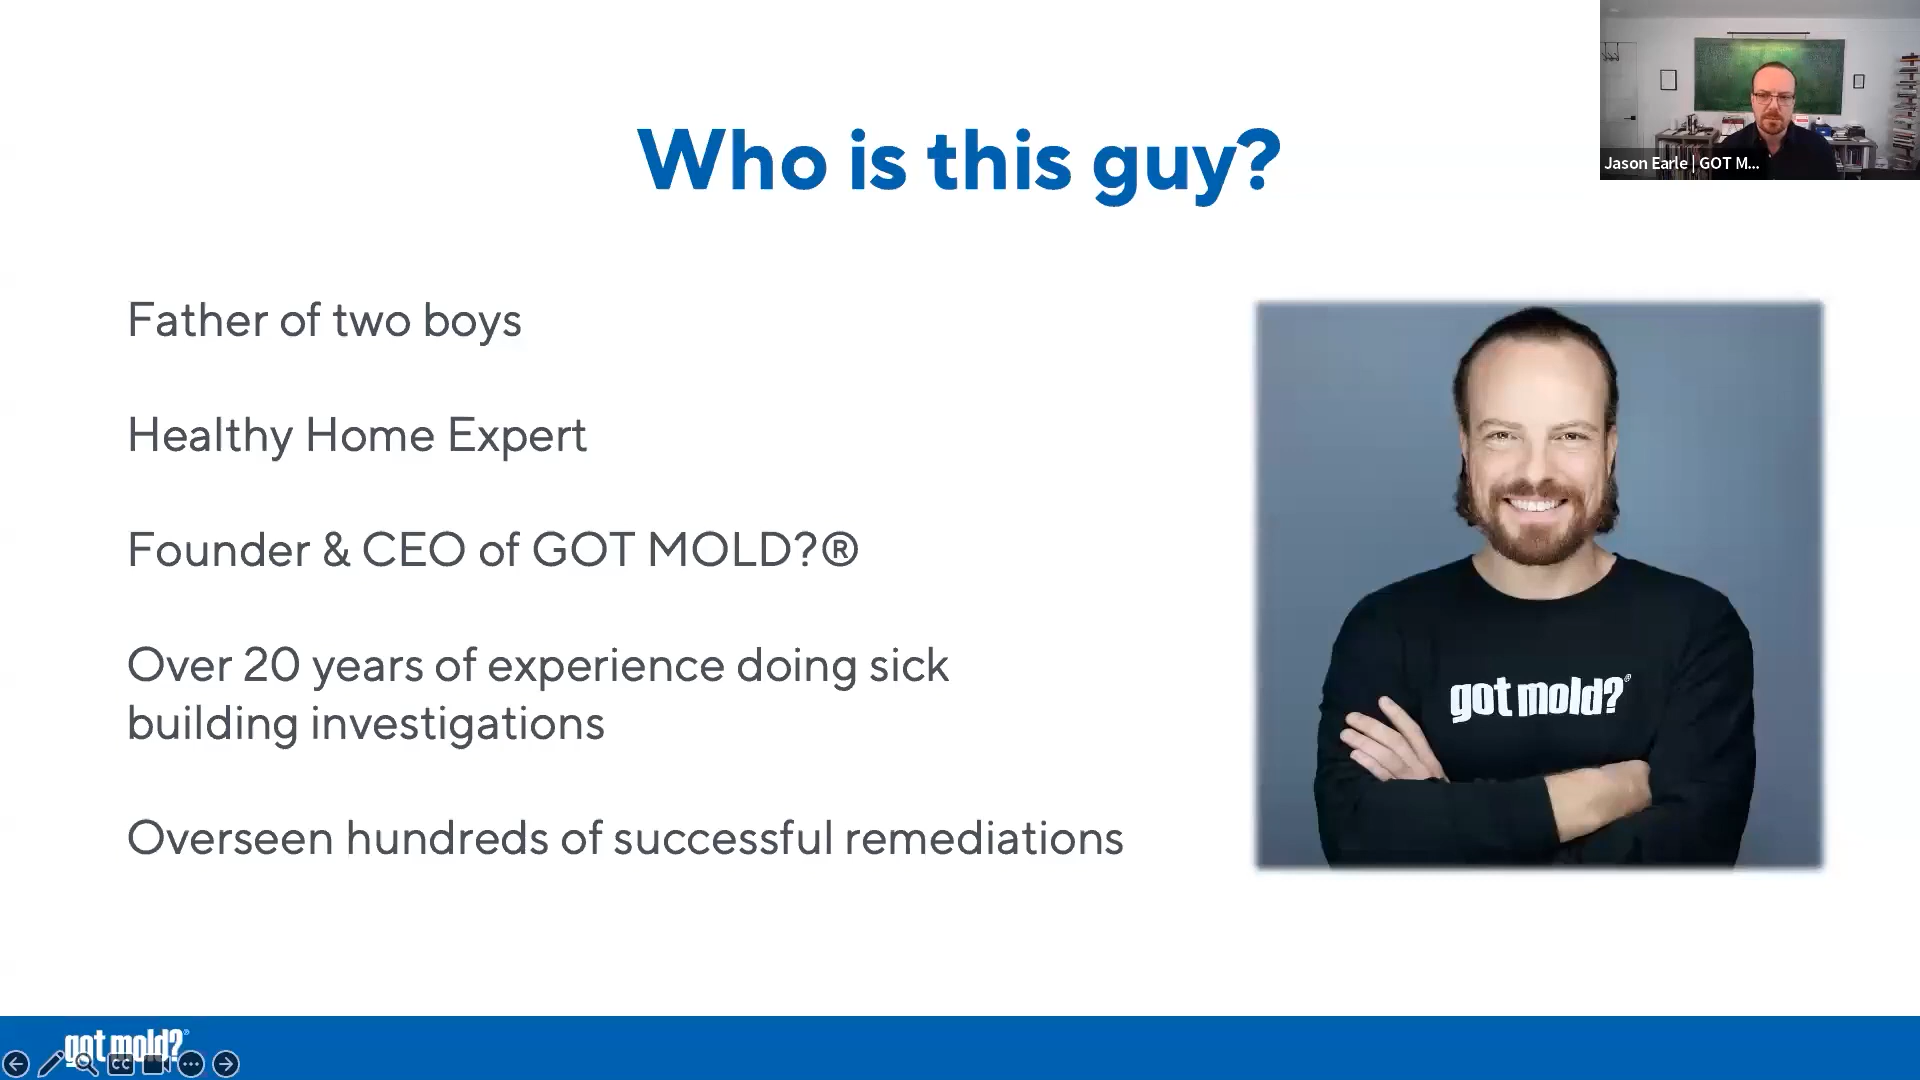 Who is this guy?
Jason Earle | GOT M...
Father of two boys
Healthy Home Expert
Founder & CEO of GOT MOLD?®
Over 20 years of experience doing sick
building investigations
Overseen hundreds of successful remediations
got mold?®
got mold?®
CC